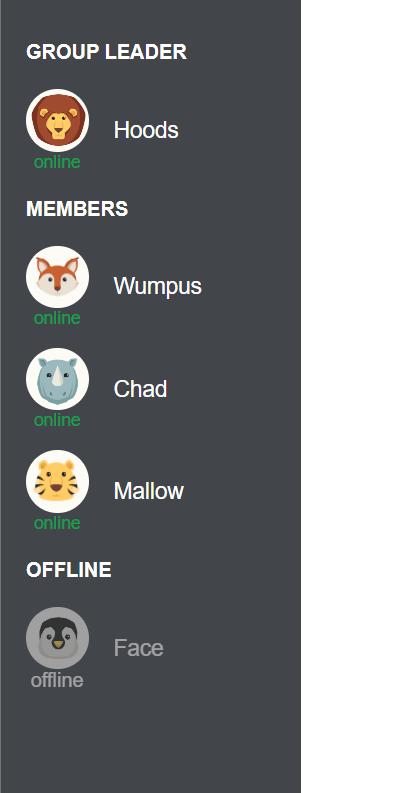 GROUP LEADER
Hoods
online
MEMBERS
Wumpus
online
Chad
online
Mallow
online
OFFLINE
Face
offline